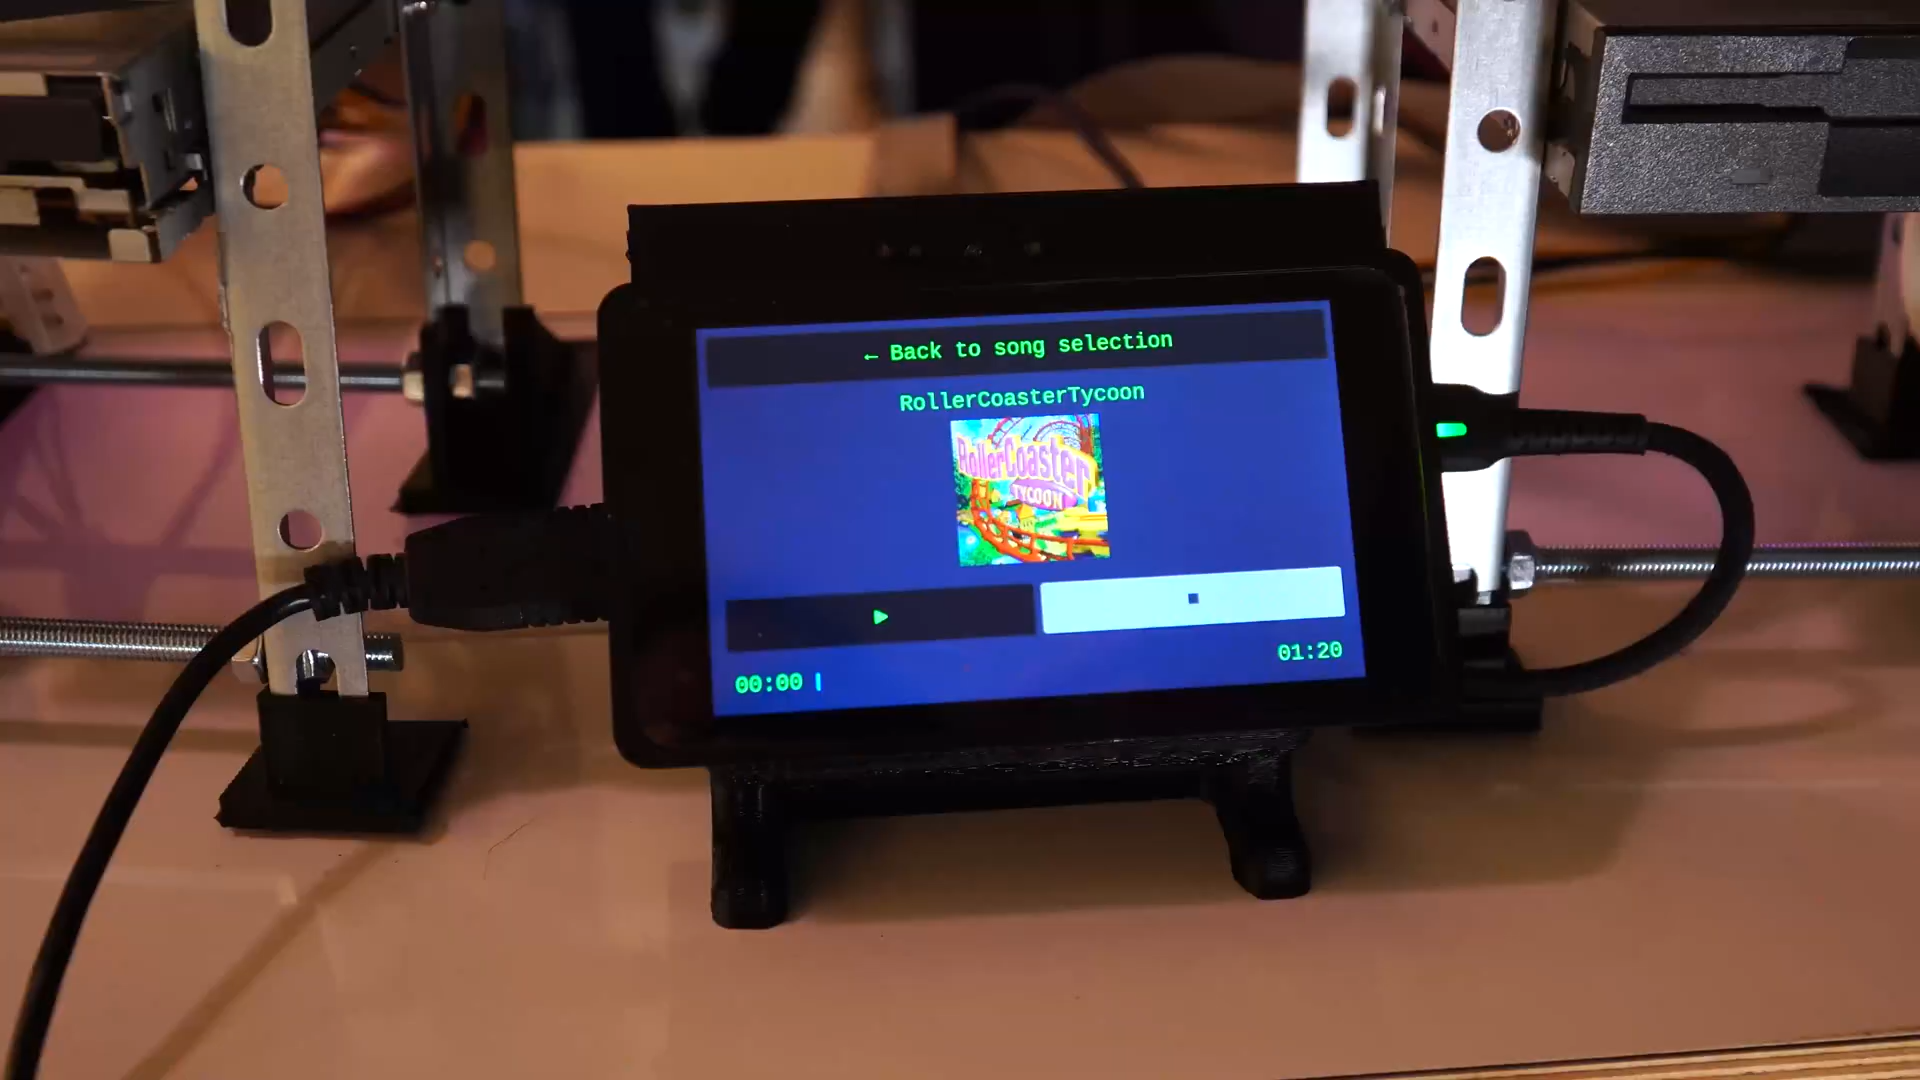 ← Back to song selection
RollerCoasterTycoon
RollerCoaster
TYCOON
01:20
00:00